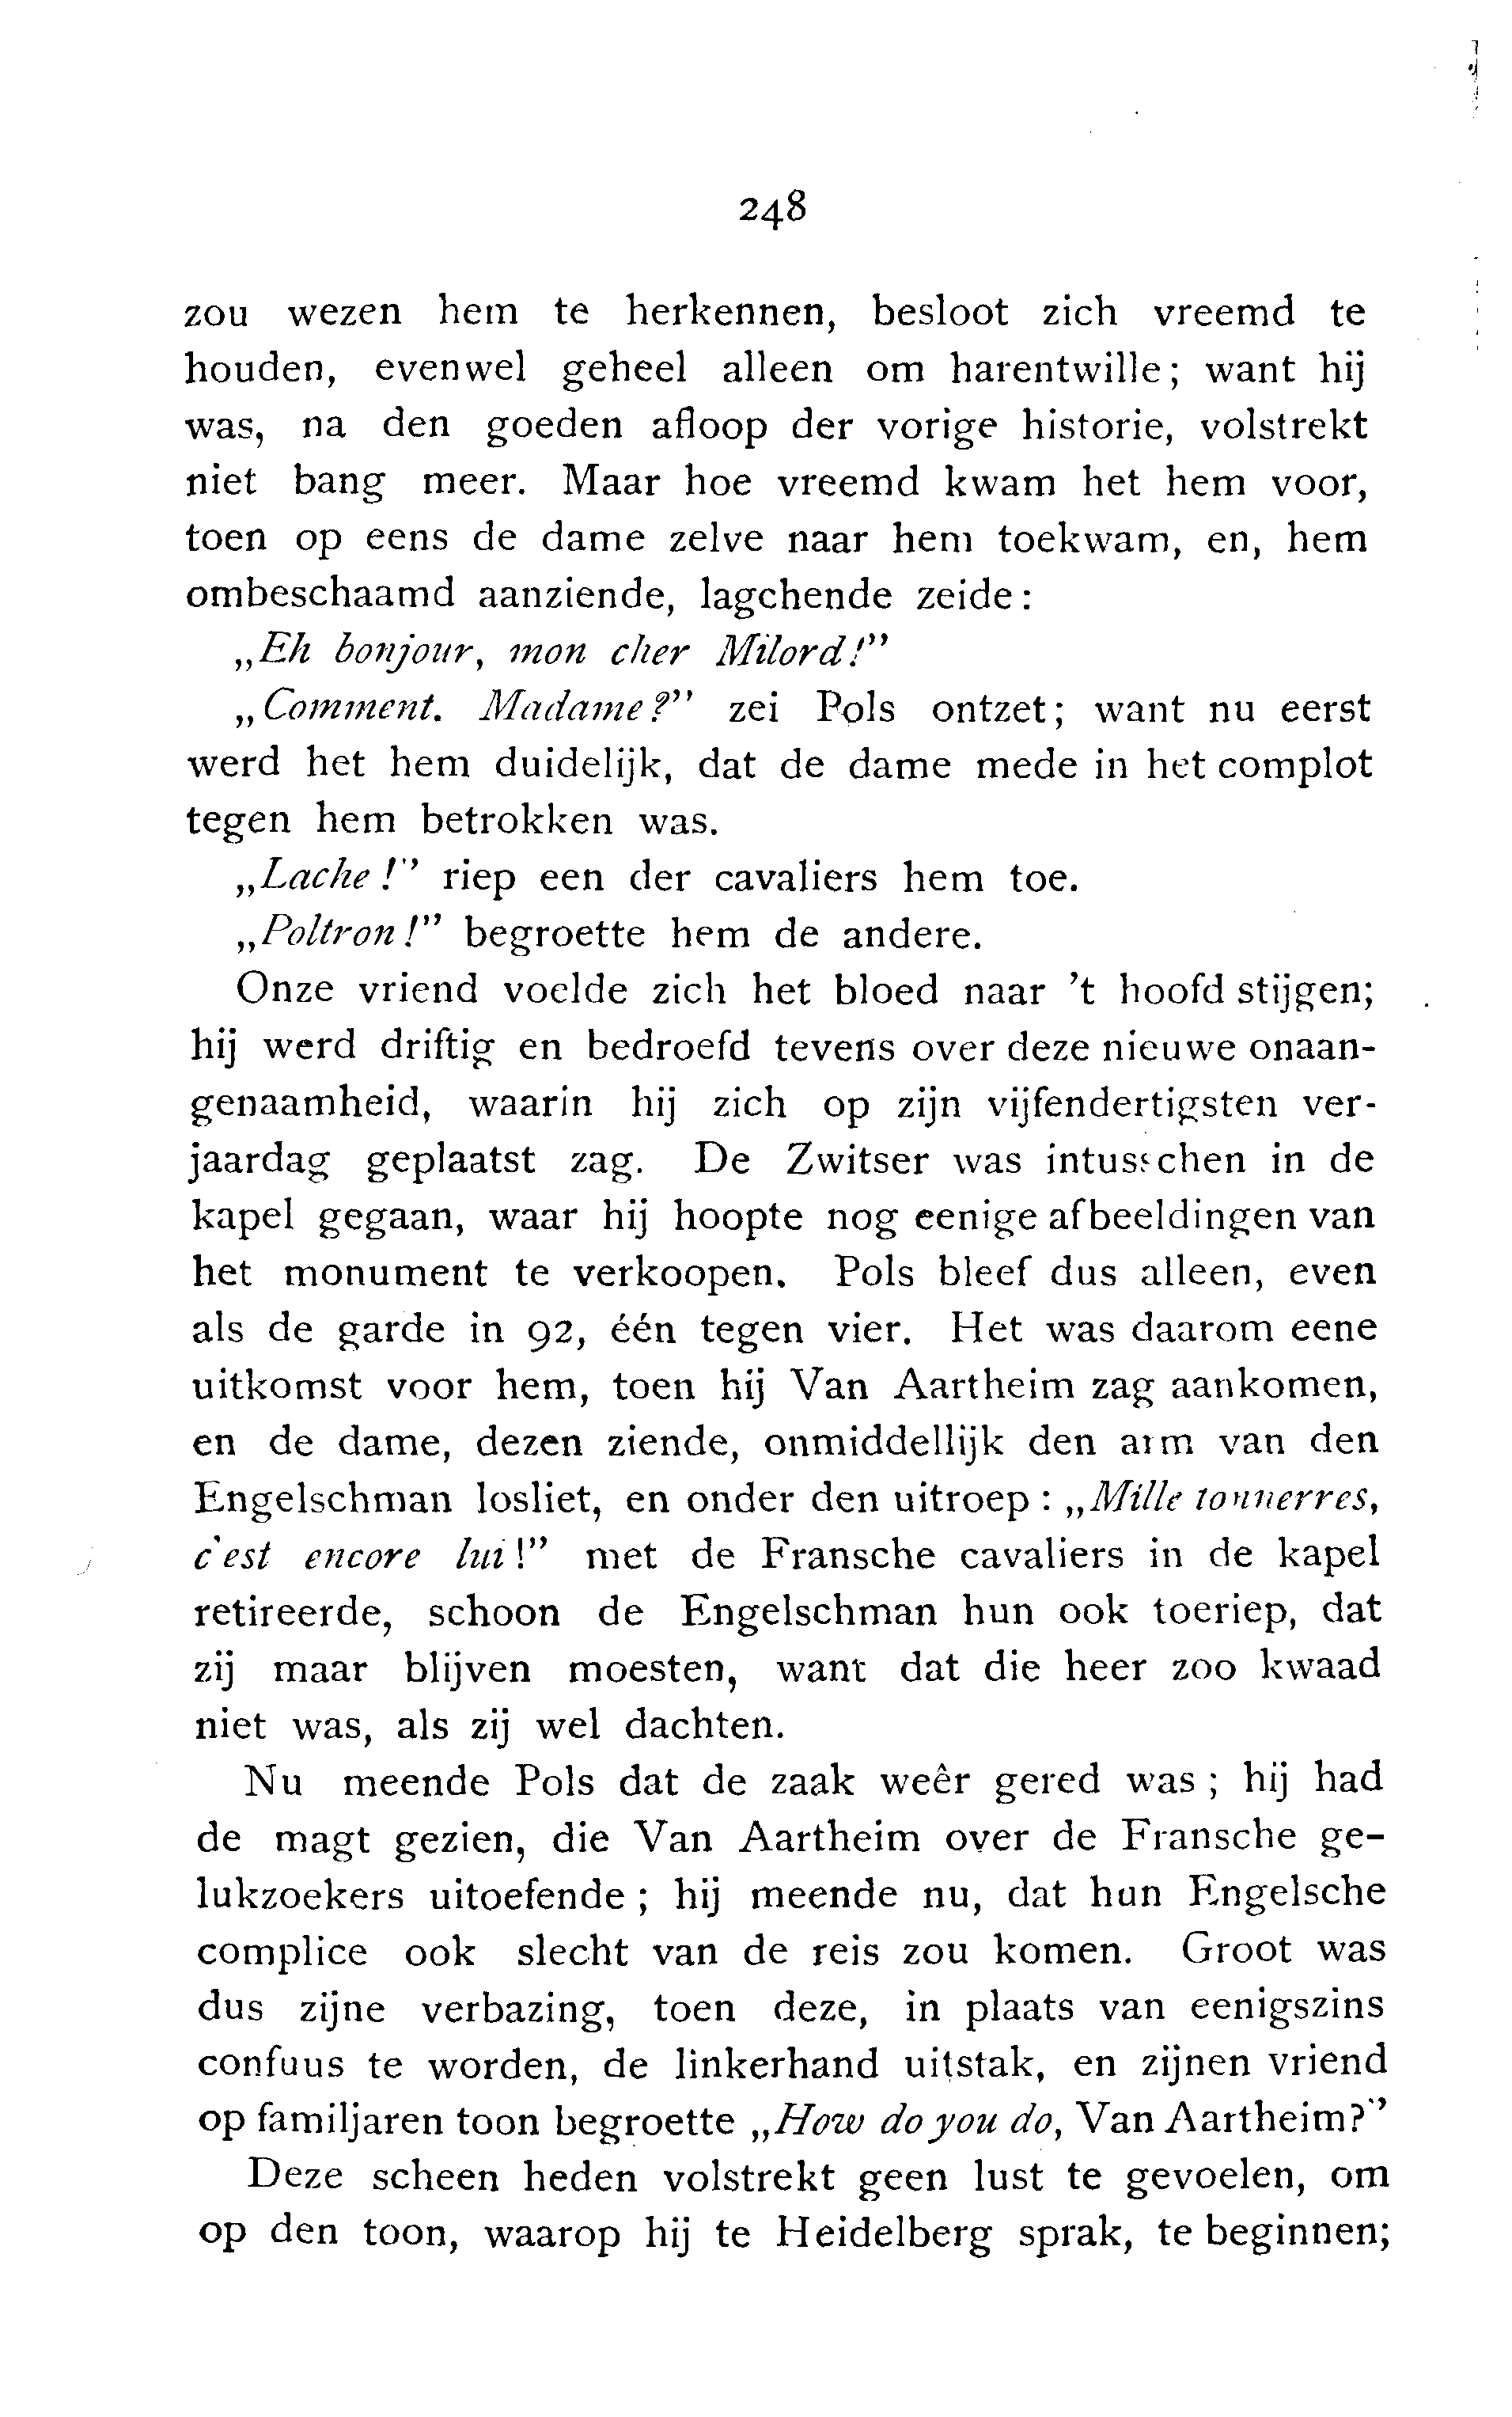 248
zou wezen hem te herkennen, besloot zich vreemd te
houden, evenwel geheel alleen om harentwille; want hij
was, na den goeden afloop der vorige historie, volstrekt
niet bang meer. Maar hoe vreemd kwam het hem voor,
toen op eens de dame zelve naar hem toekwam, en, hem
ombeschaamd aanziende, lagchende zeide:
„Eh bonjour, mon cher Milord!”
„Comment. Madame?” zei Pols ontzet; want nu eerst
werd het hem duidelijk, dat de dame mede in het complot
tegen hem betrokken was.
„Lache!” riep een der cavaliers hem toe.
„Poltron!” begroette hem de andere.
Onze vriend voelde zich het bloed naar 't hoofd stijgen;
hij werd driftig en bedroefd tevens over deze nieuwe onaan-
genaamheid, waarin hij zich op zijn vijfendertigsten ver-
jaardag geplaatst zag. De Zwitser was intusschen in de
kapel gegaan, waar hij hoopte nog eenige afbeeldingen van
het monument te verkoopen. Pols bleef dus alleen, even
als de garde in 92, één tegen vier. Het was daarom eene
uitkomst voor hem, toen hij Van Aartheim zag aankomen,
en de dame, dezen ziende, onmiddellijk den arm van den
Engelschman losliet, en onder den uitroep: „Mille tonnerres,
c'est encore lui!” met de Fransche cavaliers in de kapel
retireerde, schoon de Engelschman hun ook toeriep, dat
zij maar blijven moesten, want dat die heer zoo kwaad
niet was, als zij wel dachten.
Nu meende Pols dat de zaak weêr gered was; hij had
de magt gezien, die Van Aartheim over de Fransche ge-
lukzoekers uitoefende; hij meende nu, dat hun Engelsche
complice ook slecht van de reis zou komen. Groot was
dus zijne verbazing, toen deze, in plaats van eenigszins
confuus te worden, de linkerhand uitstak, en zijnen vriend
op familjaren toon begroette „How do you do, Van Aartheim?”
Deze scheen heden volstrekt geen lust te gevoelen, om
op den toon, waarop hij te Heidelberg sprak, te beginnen;